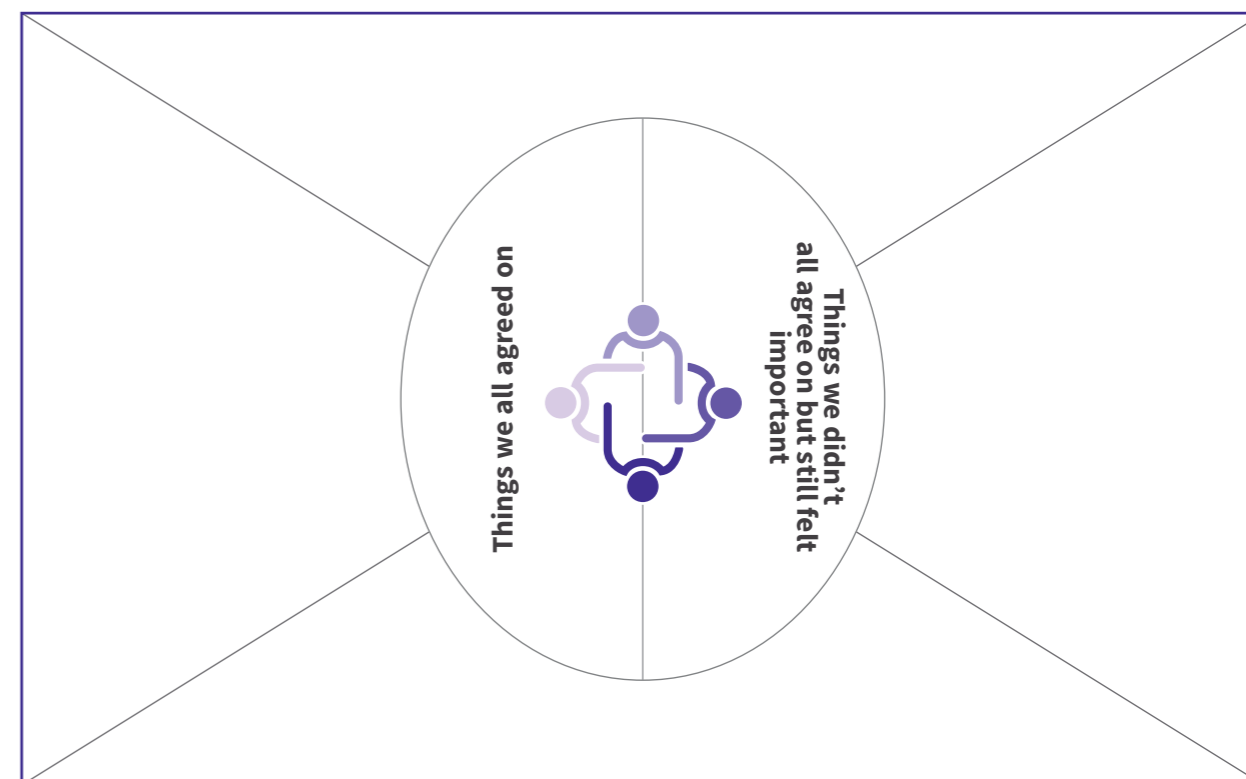 Things we all agreed on
Things we didn’t
all agree on but still felt
important